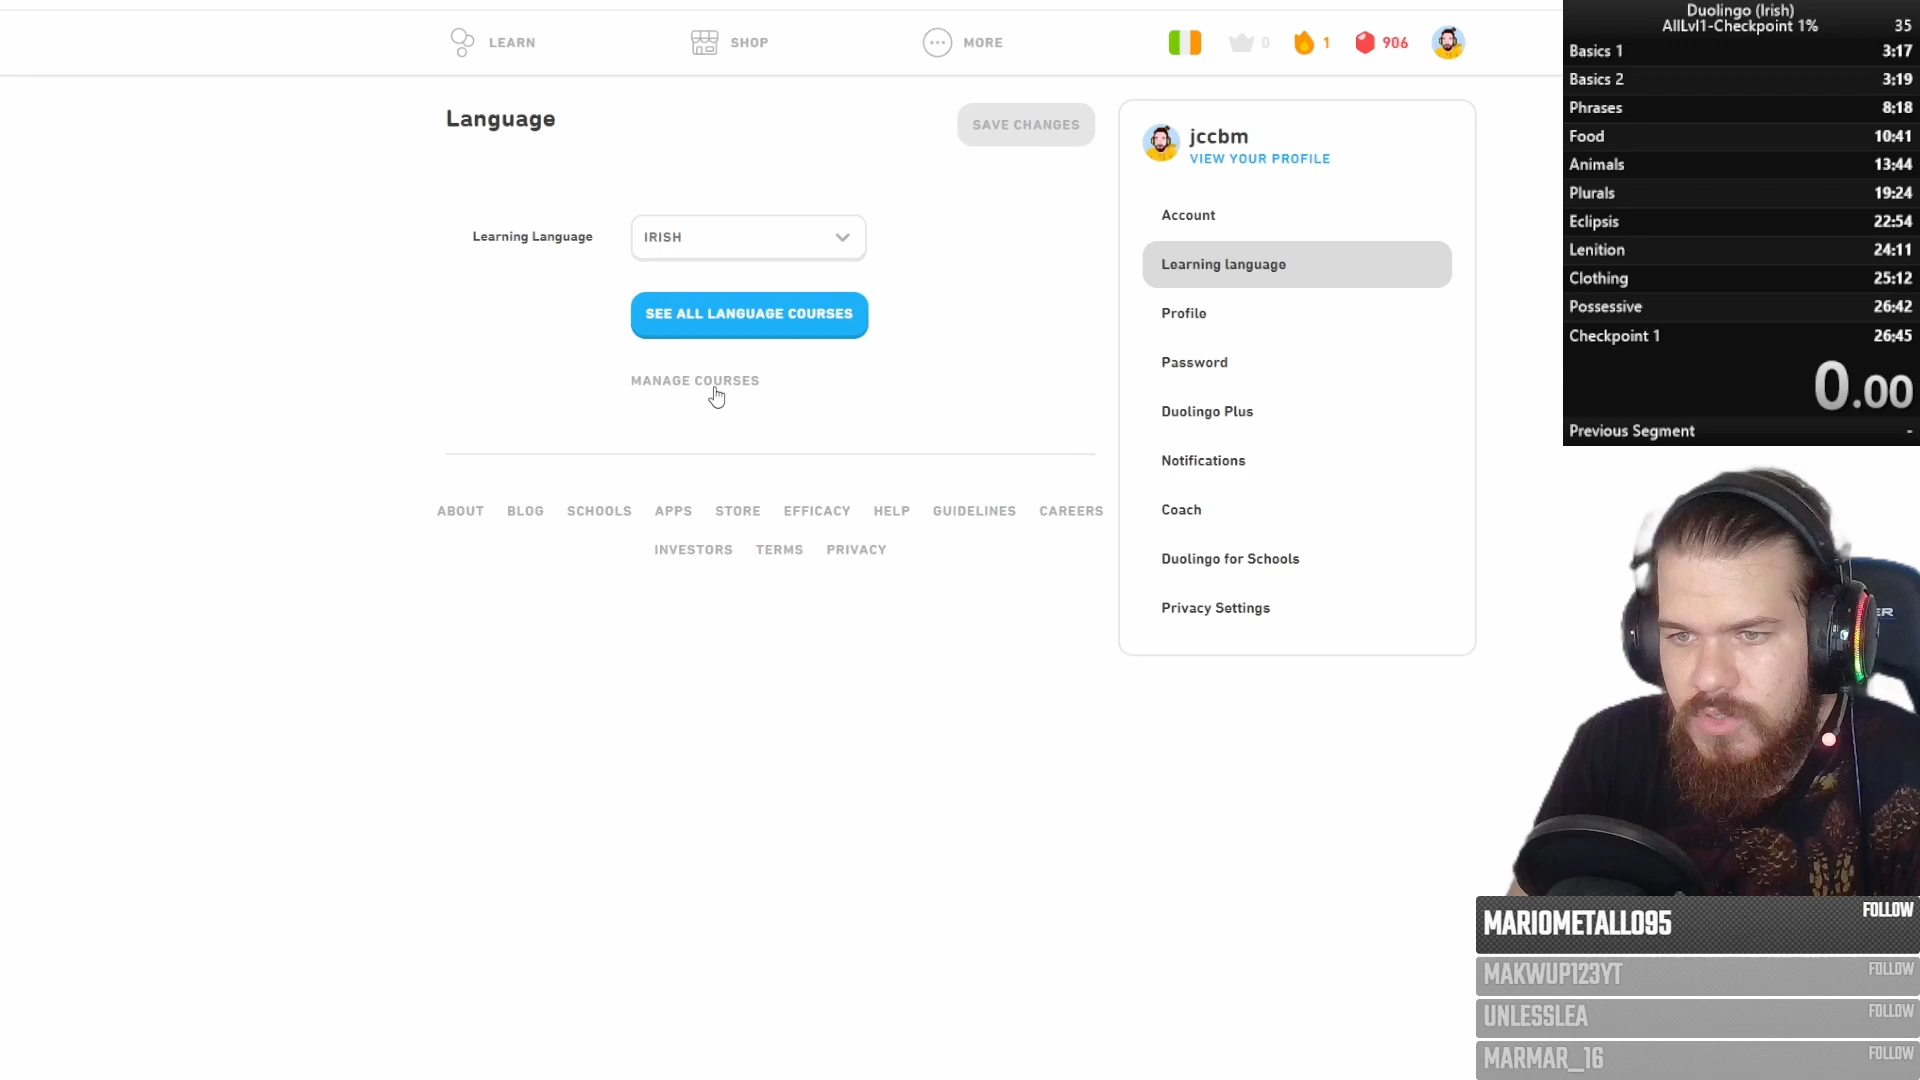 LEARN
SHOP
MORE
0
1
906
Language
SAVE CHANGES
Learning Language
IRISH
SEE ALL LANGUAGE COURSES
MANAGE COURSES
ABOUT BLOG SCHOOLS APPS STORE EFFICACY HELP GUIDELINES CAREERS
INVESTORS TERMS PRIVACY
jccbm
VIEW YOUR PROFILE
Account
Learning language
Profile
Password
Duolingo Plus
Notifications
Coach
Duolingo for Schools
Privacy Settings
Duolingo (Irish)
AllLvl1-Checkpoint 1% 35
Basics 1 3:17
Basics 2 3:19
Phrases 8:18
Food 10:41
Animals 13:44
Plurals 19:24
Eclipsis 22:54
Lenition 24:11
Clothing 25:12
Possessive 26:42
Checkpoint 1 26:45
0.00
Previous Segment -
MARIOMETALLO95 FOLLOW
MAKWUP123YT FOLLOW
UNLESSLEA FOLLOW
MARMAR_16 FOLLOW